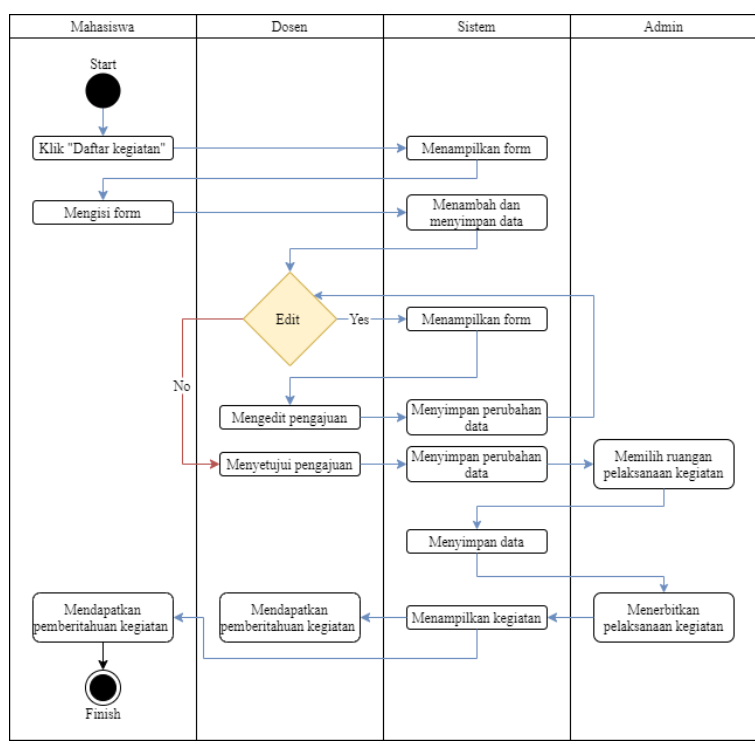 Mahasiswa
Dosen
Sistem
Admin
Start
Klik "Daftar kegiatan"
Menampilkan form
Mengisi form
Menambah dan
menyimpan data
Edit
Yes
Menampilkan form
No
Mengedit pengajuan
Menyimpan perubahan
data
Menyetujui pengajuan
Menyimpan perubahan
data
Memilih ruangan
pelaksanaan kegiatan
Menyimpan data
Mendapatkan
pemberitahuan kegiatan
Mendapatkan
pemberitahuan kegiatan
Menampilkan kegiatan
Menerbitkan
pelaksanaan kegiatan
Finish